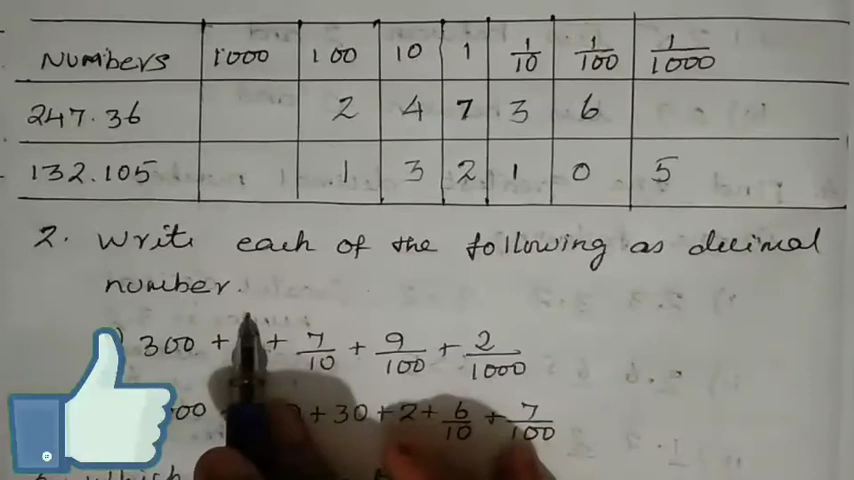 Numbers 1000 100 10 1 1/10 1/100 1/1000
247.36 2 4 7 3 6
132.105 1 3 2 1 0 5
2. Write each of the following as decimal
number.
) 300 + + 7/10 + 9/100 + 2/1000
00 + 30 + 2 + 6/10 + 7/100